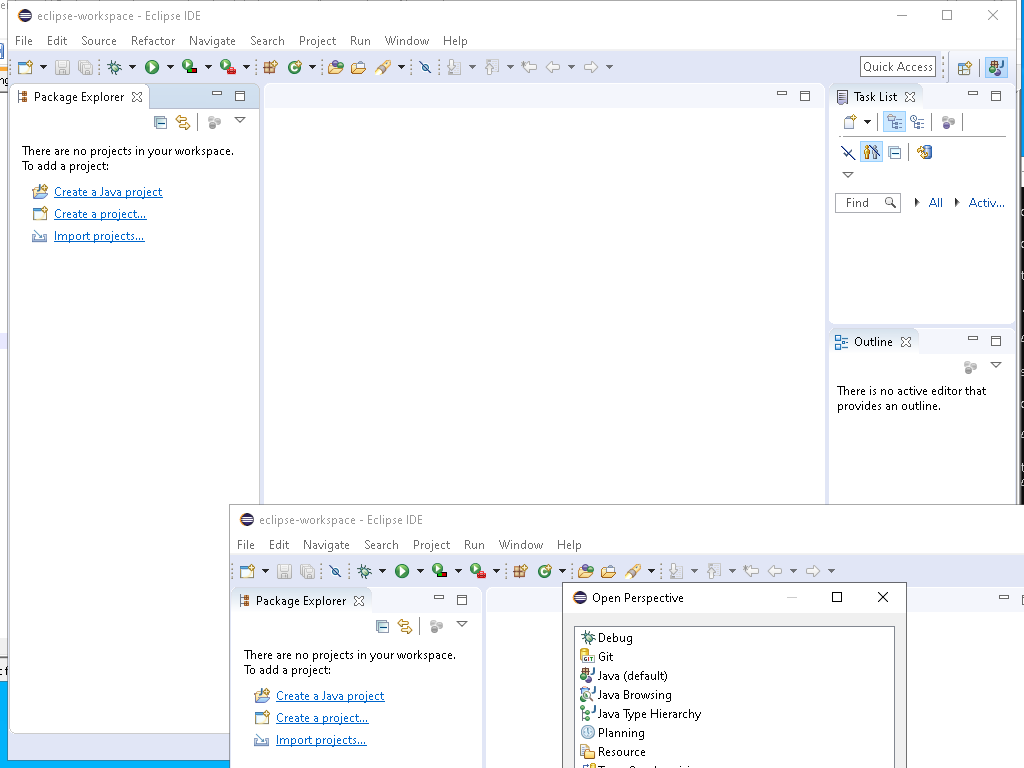 eclipse-workspace - Eclipse IDE
File Edit Source Refactor Navigate Search Project Run Window Help
Quick Access
Package Explorer
There are no projects in your workspace.
To add a project:
Create a Java project
Create a project...
Import projects...
Task List
Find All Activ...
Outline
There is no active editor that
provides an outline.
eclipse-workspace - Eclipse IDE
File Edit Navigate Search Project Run Window Help
Package Explorer
There are no projects in your workspace.
To add a project:
Create a Java project
Create a project...
Import projects...
Open Perspective
Debug
Git
Java (default)
Java Browsing
Java Type Hierarchy
Planning
Resource